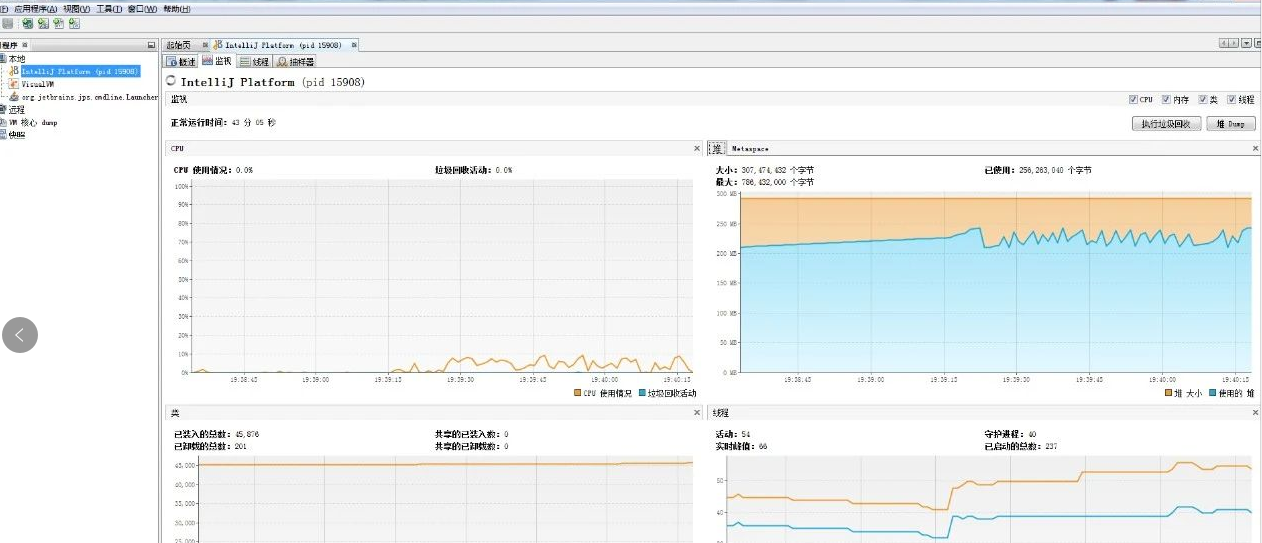 应用程序(A) 视图(V) 工具(T) 窗口(W) 帮助(H)
程序
本地
IntelliJ Platform (pid 15908)
VisualVM
org.jetbrains.jps.cmdline.Launcher
远程
VM 核心 dump
快照
起始页
IntelliJ Platform (pid 15908)
概述 监视 线程 抽样器
IntelliJ Platform (pid 15908)
监视
CPU 内存 类 线程
正常运行时间: 43 分 05 秒
执行垃圾回收 堆 Dump
CPU
CPU 使用情况: 0.0% 垃圾回收活动: 0.0%
100%
90%
80%
70%
60%
50%
40%
30%
20%
10%
0%
19:38:45 19:39:00 19:39:15 19:39:30 19:39:45 19:40:00 19:40:15
CPU 使用情况 垃圾回收活动
堆 Metaspace
大小: 307,474,432 个字节 已使用: 256,263,040 个字节
最大: 786,432,000 个字节
300 MB
250 MB
200 MB
150 MB
100 MB
50 MB
0 MB
19:38:45 19:39:00 19:39:15 19:39:30 19:39:45 19:40:00 19:40:15
堆 大小 使用的 堆
类
已装入的总数: 45,876 共享的已装入数: 0
已卸载的总数: 201 共享的已卸载数: 0
45,000
40,000
35,000
30,000
25,000
线程
活动: 54 守护进程: 40
实时峰值: 66 已启动的总数: 237
50
40